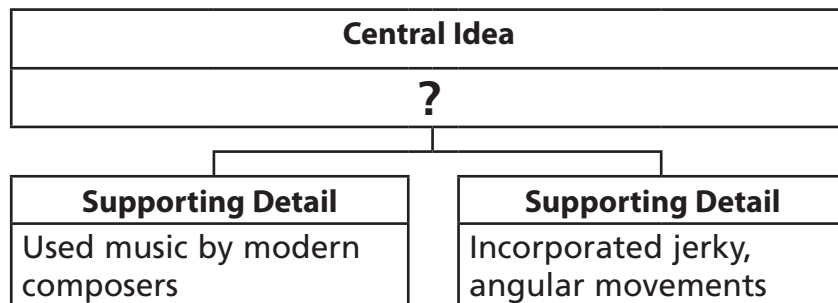 Central Idea
?
Supporting Detail
Used music by modern
composers
Supporting Detail
Incorporated jerky,
angular movements